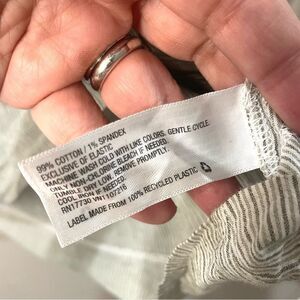 99% COTTON / 1% SPANDEX
EXCLUSIVE OF ELASTIC
MACHINE WASH COLD WITH LIKE COLORS. GENTLE CYCLE.
ONLY NON-CHLORINE BLEACH IF NEEDED.
TUMBLE DRY LOW. REMOVE PROMPTLY.
COOL IRON IF NEEDED.
RN17730 VN1107216
LABEL MADE FROM 100% RECYCLED PLASTIC